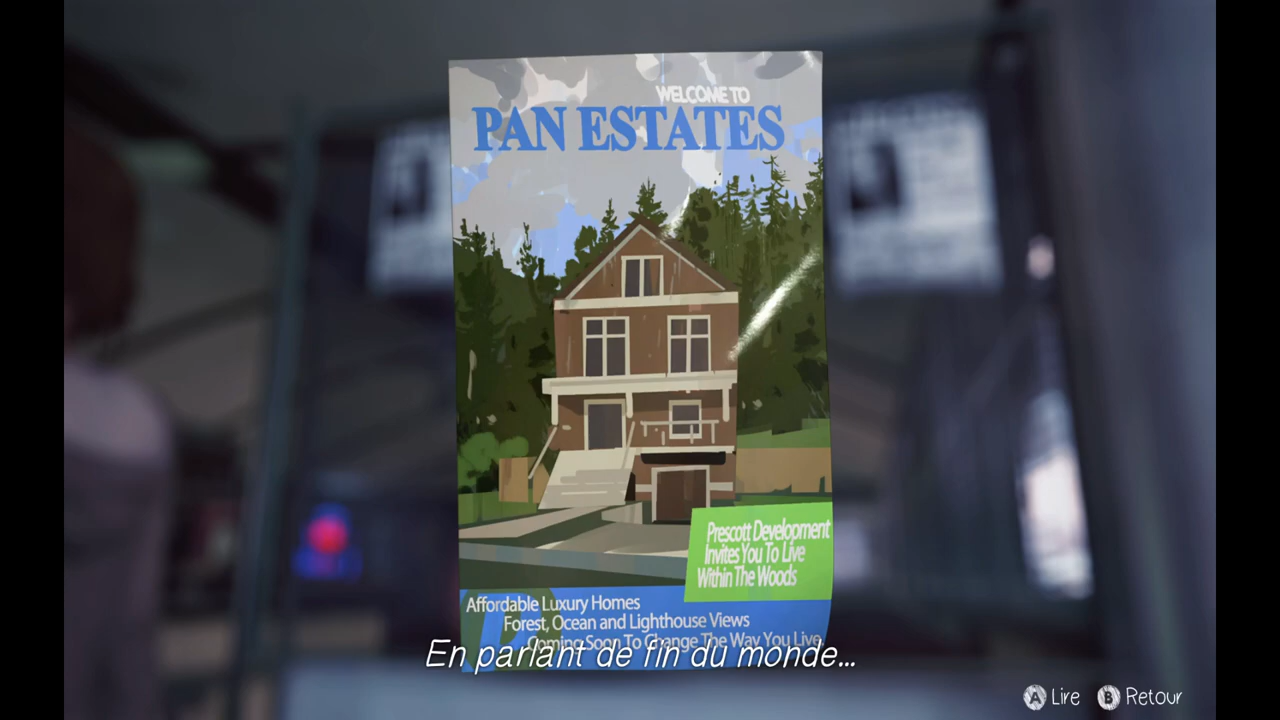 WELCOME TO
PAN ESTATES
Prescott Development
Invites You To Live
Within The Woods
Affordable Luxury Homes
Forest, Ocean and Lighthouse Views
Coming Soon To Change The Way You Live
En parlant de fin du monde...
A Lire B Retour